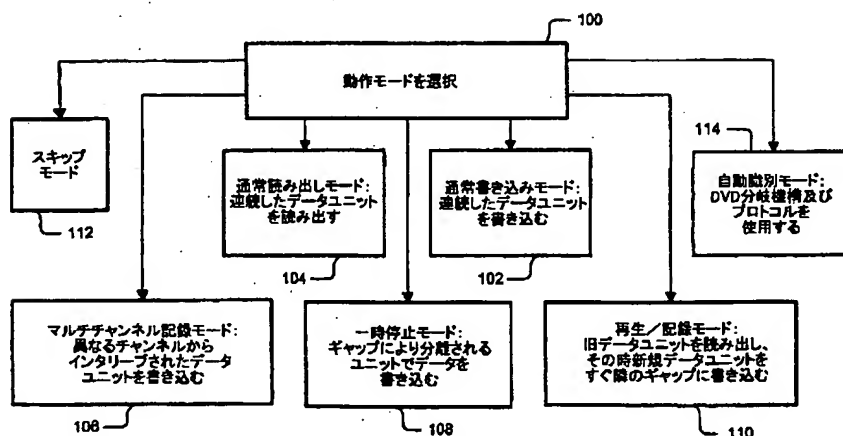 100
動作モードを選択
スキップ
モード
112
通常読み出しモード:
連続したデータユニット
を読み出す
104
通常書き込みモード:
連続したデータユニット
を書き込む
102
114
自動識別モード:
DVD分岐機構及び
プロトコルを
使用する
マルチチャンネル記録モード:
異なるチャンネルから
インタリーブされたデータ
ユニットを書き込む
106
一時停止モード:
ギャップにより分離される
ユニットでデータを
書き込む
108
再生/記録モード:
旧データユニットを読み出し、
その時新規データユニットを
すぐ隣のギャップに書き込む
110